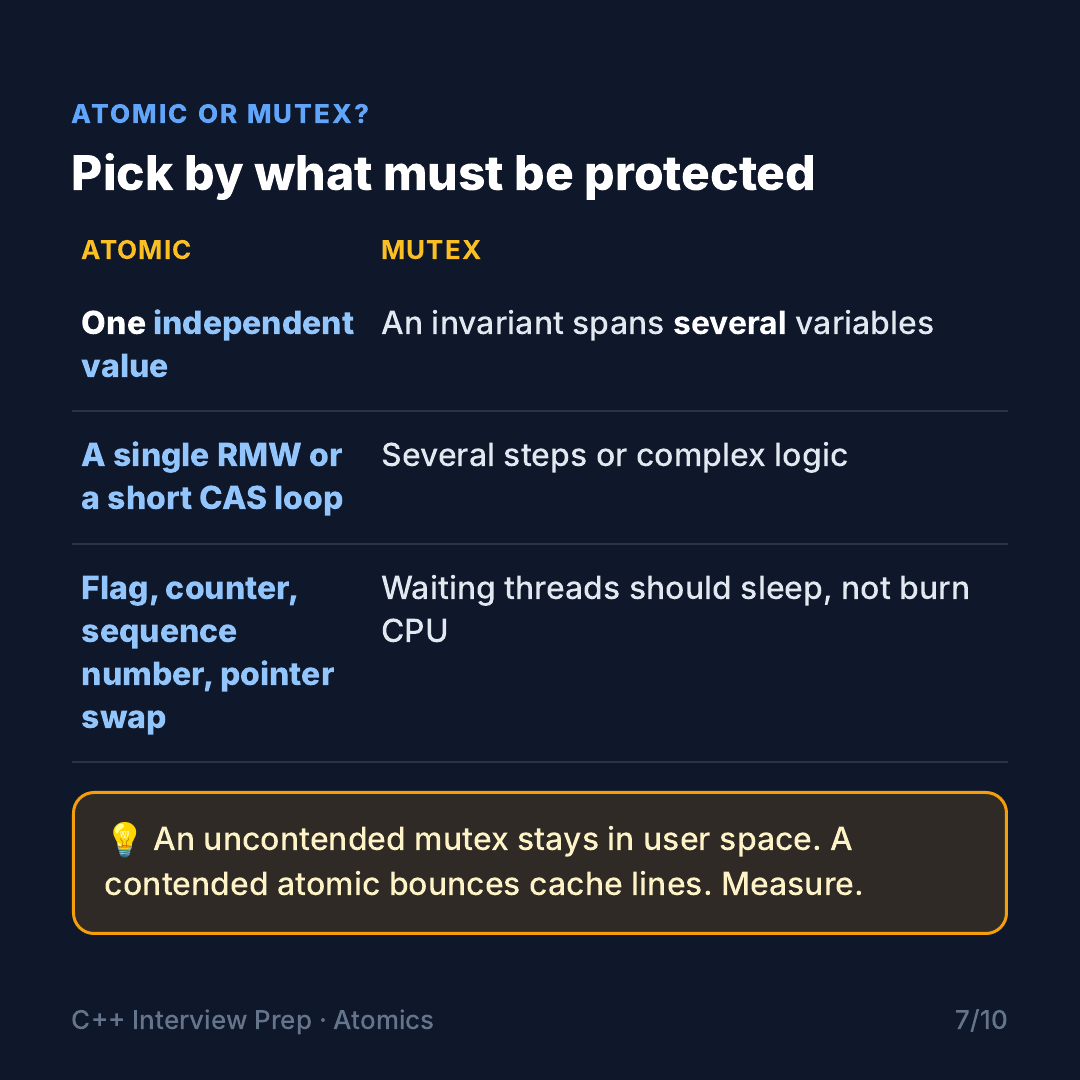 ATOMIC OR MUTEX?
Pick by what must be protected
ATOMIC MUTEX
One independent value
An invariant spans several variables
A single RMW or a short CAS loop
Several steps or complex logic
Flag, counter, sequence number, pointer swap
Waiting threads should sleep, not burn CPU
💡 An uncontended mutex stays in user space. A
contended atomic bounces cache lines. Measure.
C++ Interview Prep · Atomics 7/10